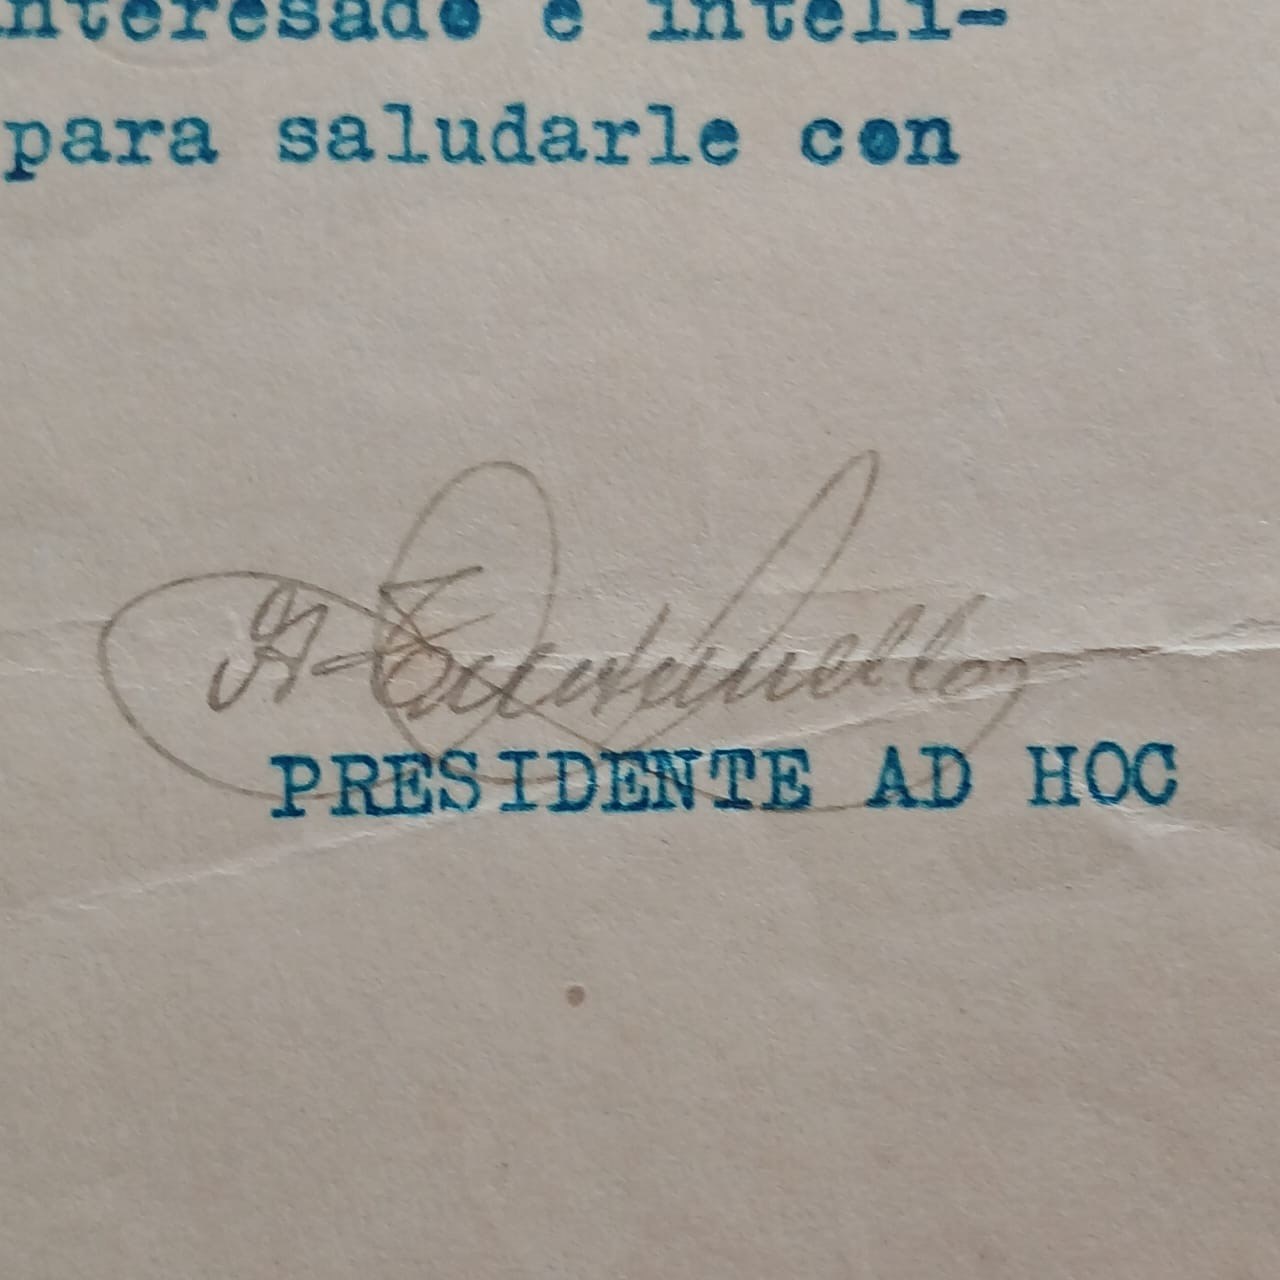 nteresado e inteli-
para saludarle con
PRESIDENTE AD HOC